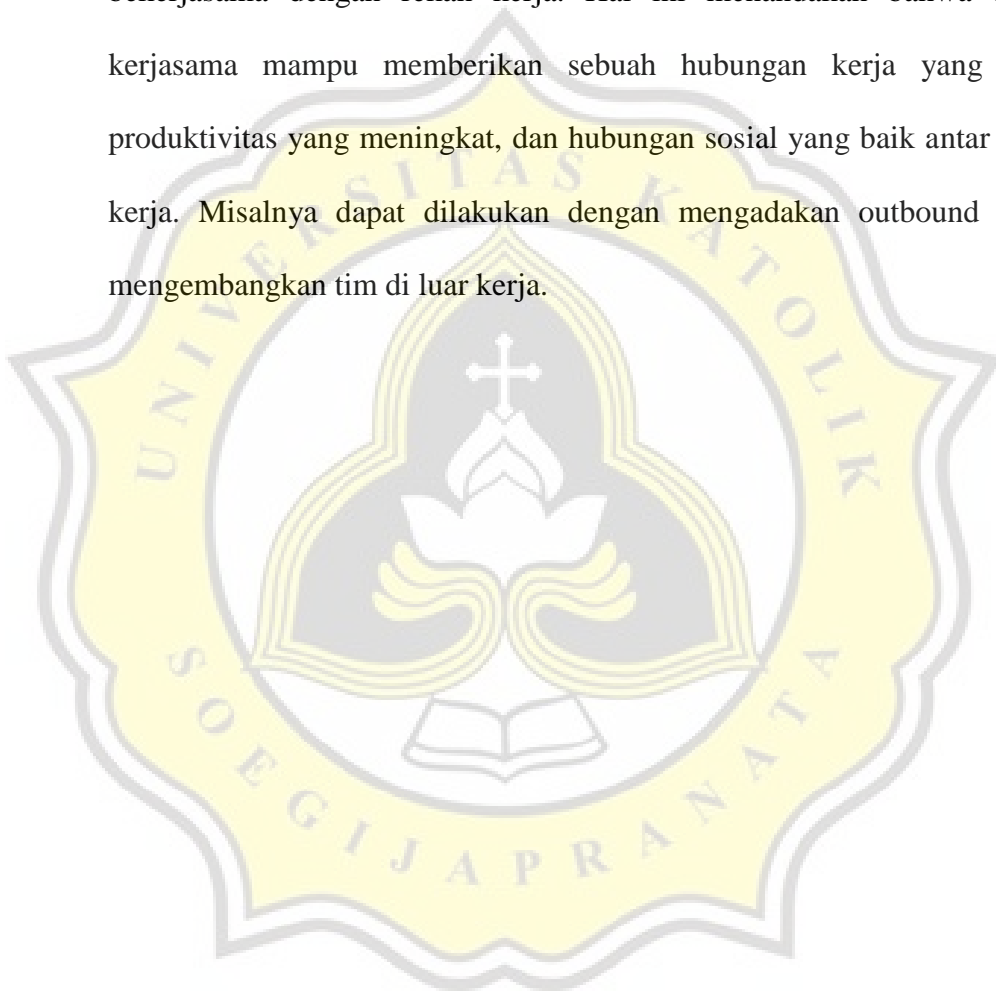 kerjasama mampu memberikan sebuah hubungan kerja yang
produktivitas yang meningkat, dan hubungan sosial yang baik antar
kerja. Misalnya dapat dilakukan dengan mengadakan outbound
mengembangkan tim di luar kerja.
UNIVERSITAS KATOLIK
SOEGIJAPRANATA